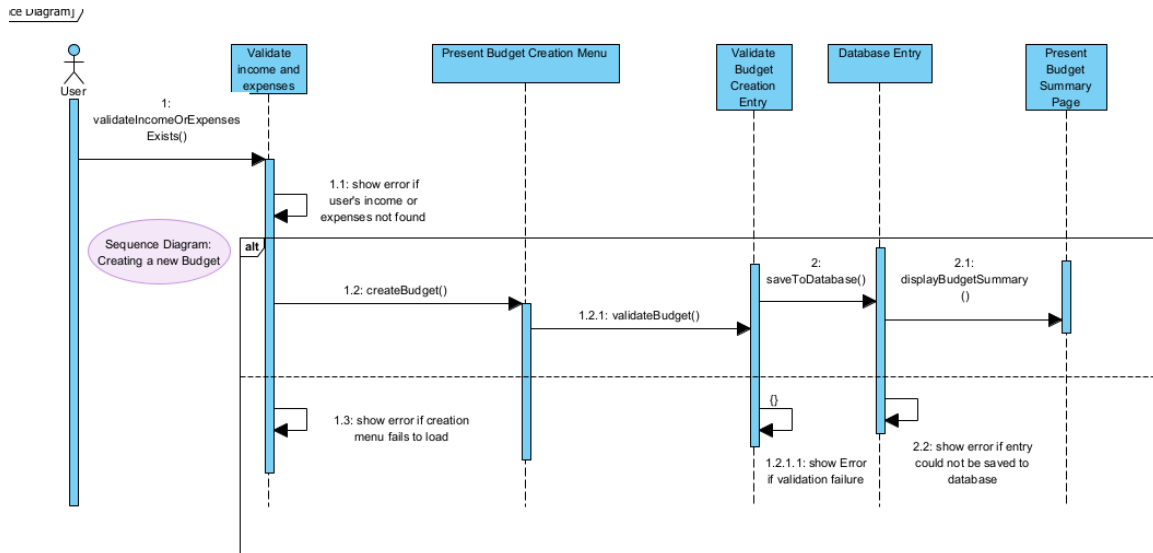 ce Diagram]
User
Validate
income and
expenses
Present Budget Creation Menu
Validate
Budget
Creation
Entry
Database Entry
Present
Budget
Summary
Page
1:
validateIncomeOrExpenses
Exists()
1.1: show error if
user's income or
expenses not found
Sequence Diagram:
Creating a new Budget
alt
1.2: createBudget()
1.2.1: validateBudget()
2:
saveToDatabase()
2.1:
displayBudgetSummary
()
1.3: show error if creation
menu fails to load
{}
1.2.1.1: show Error
if validation failure
2.2: show error if entry
could not be saved to
database